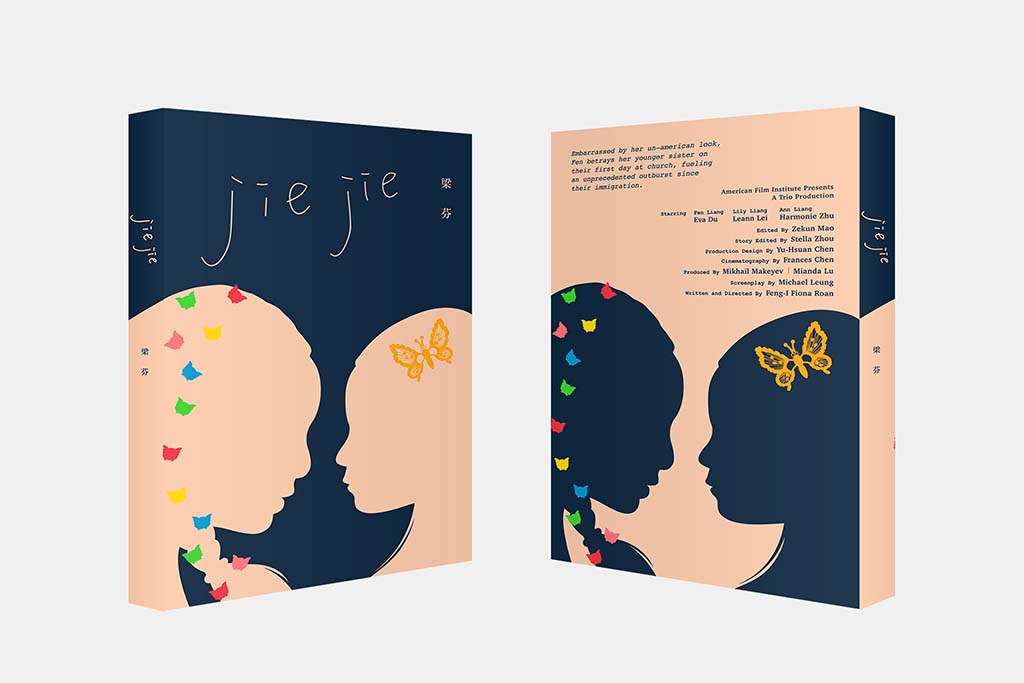 jie jie
梁
芬
jie jie
梁
芬
Embarrassed by her un-american look,
Fen betrays her younger sister on
their first day at church, fueling
an unprecedented outburst since
their immigration.
American Film Institute Presents
A Trio Production
Starring Fen Liang Lily Liang Ann Liang
Eva Du Leann Lei Harmonie Zhu
Edited By Zekun Mao
Story Edited By Stella Zhou
Production Design By Yu-Hsuan Chen
Cinematography By Frances Chen
Produced By Mikhail Makeyev | Mianda Lu
Screenplay By Michael Leung
Written and Directed By Feng-I Fiona Roan
jie jie
梁
芬